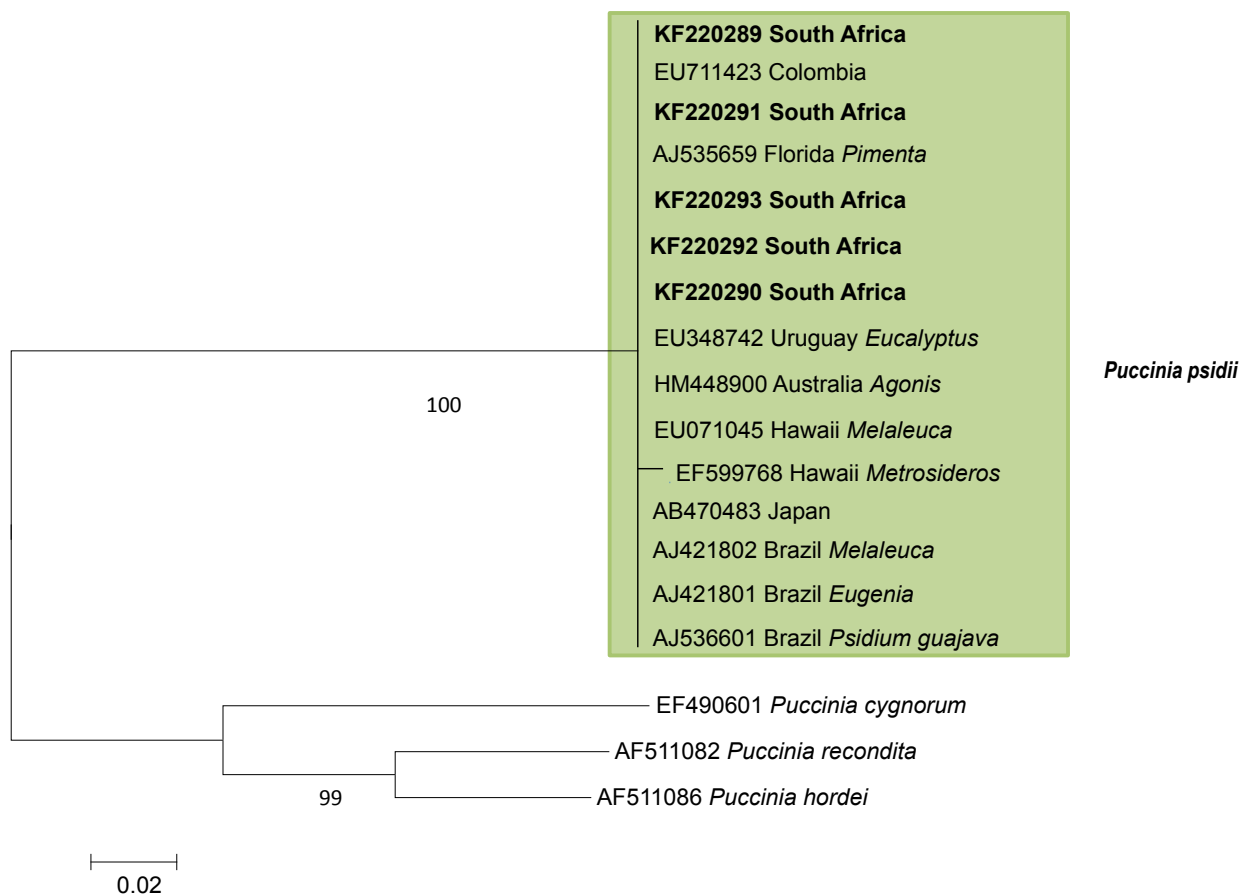 KF220289 South Africa
EU711423 Colombia
KF220291 South Africa
AJ535659 Florida Pimenta
KF220293 South Africa
KF220292 South Africa
KF220290 South Africa
EU348742 Uruguay Eucalyptus
HM448900 Australia Agonis
EU071045 Hawaii Melaleuca
EF599768 Hawaii Metrosideros
AB470483 Japan
AJ421802 Brazil Melaleuca
AJ421801 Brazil Eugenia
AJ536601 Brazil Psidium guajava
Puccinia psidii
100
EF490601 Puccinia cygnorum
AF511082 Puccinia recondita
99
AF511086 Puccinia hordei
0.02